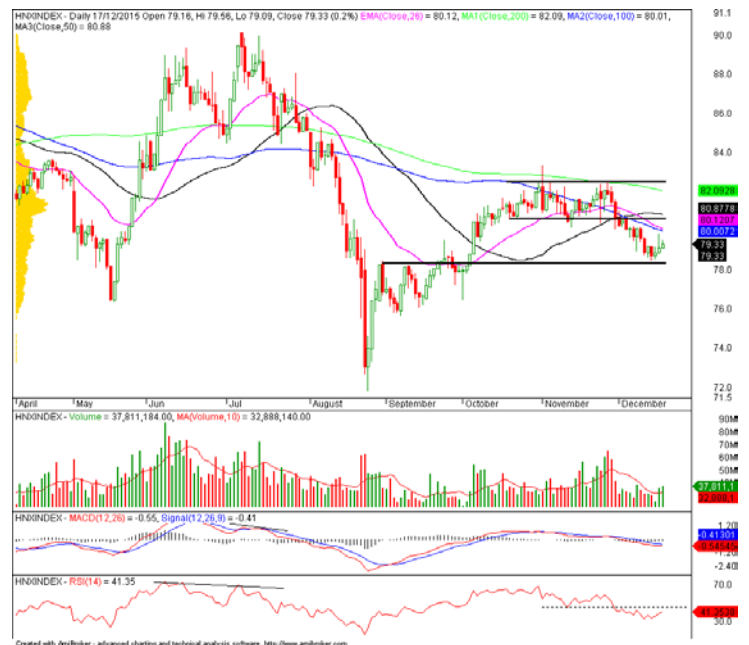 HNXINDEX - Daily 17/12/2015 Open 79.16, Hi 79.56, Lo 79.09, Close 79.33 (0.2%) EMA(Close,26) = 80.12, MA1(Close,200) = 82.09, MA2(Close,100) = 80.01,
MA3(Close,50) = 80.88
91.1
90.0
88.0
86.0
84.0
82.0928
80.8778
80.1207
80.0072
79.33
79.33
78.0
76.0
74.0
72.0
71.5
April May Jun Jul August September October November December
HNXINDEX - Volume = 37,811,184.00, MA(Volume,10) = 32,888,140.00
90M
80M
70M
60M
50M
37,811,1
32,888,1
HNXINDEX - MACD(12,26) = -0.55, Signal(12,26,9) = -0.41
1.20
-0.41301
-1.20
-2.40
HNXINDEX - RSI(14) = 41.35
70.0
41.3530
30.0
Created with AmiBroker - advanced charting and technical analysis software. http://www.amibroker.com